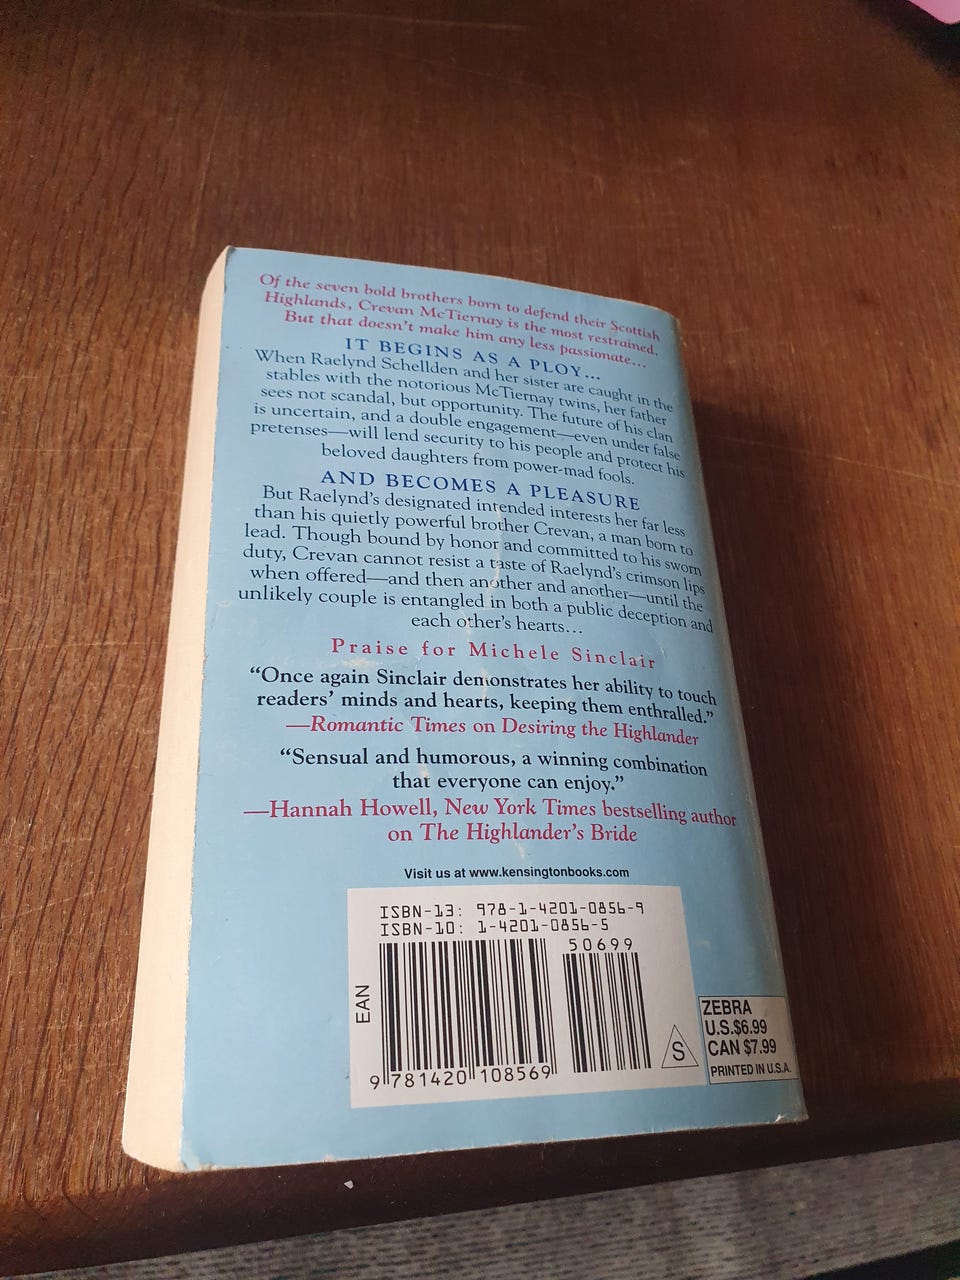 Of the seven bold brothers born to defend their Scottish
Highlands, Crevan McTiernay is the most restrained.
But that doesn't make him any less passionate...
IT BEGINS AS A PLOY...
When Raelynd Schellden and her sister are caught in the
stables with the notorious McTiernay twins, her father
sees not scandal, but opportunity. The future of his clan
is uncertain, and a double engagement—even under false
pretenses—will lend security to his people and protect his
beloved daughters from power-mad fools.
AND BECOMES A PLEASURE
But Raelynd's designated intended interests her far less
than his quietly powerful brother Crevan, a man born to
lead. Though bound by honor and committed to his sworn
duty, Crevan cannot resist a taste of Raelynd's crimson lips
when offered—and then another and another—until the
unlikely couple is entangled in both a public deception and
each other's hearts...
Praise for Michele Sinclair
“Once again Sinclair demonstrates her ability to touch
readers' minds and hearts, keeping them enthralled.”
—Romantic Times on Desiring the Highlander
“Sensual and humorous, a winning combination
that everyone can enjoy.”
—Hannah Howell, New York Times bestselling author
on The Highlander's Bride
Visit us at www.kensingtonbooks.com
ISBN-13: 978-1-4201-0856-9
ISBN-10: 1-4201-0856-5
50699
EAN
9 781420 108569
S
ZEBRA
U.S.$6.99
CAN $7.99
PRINTED IN U.S.A.